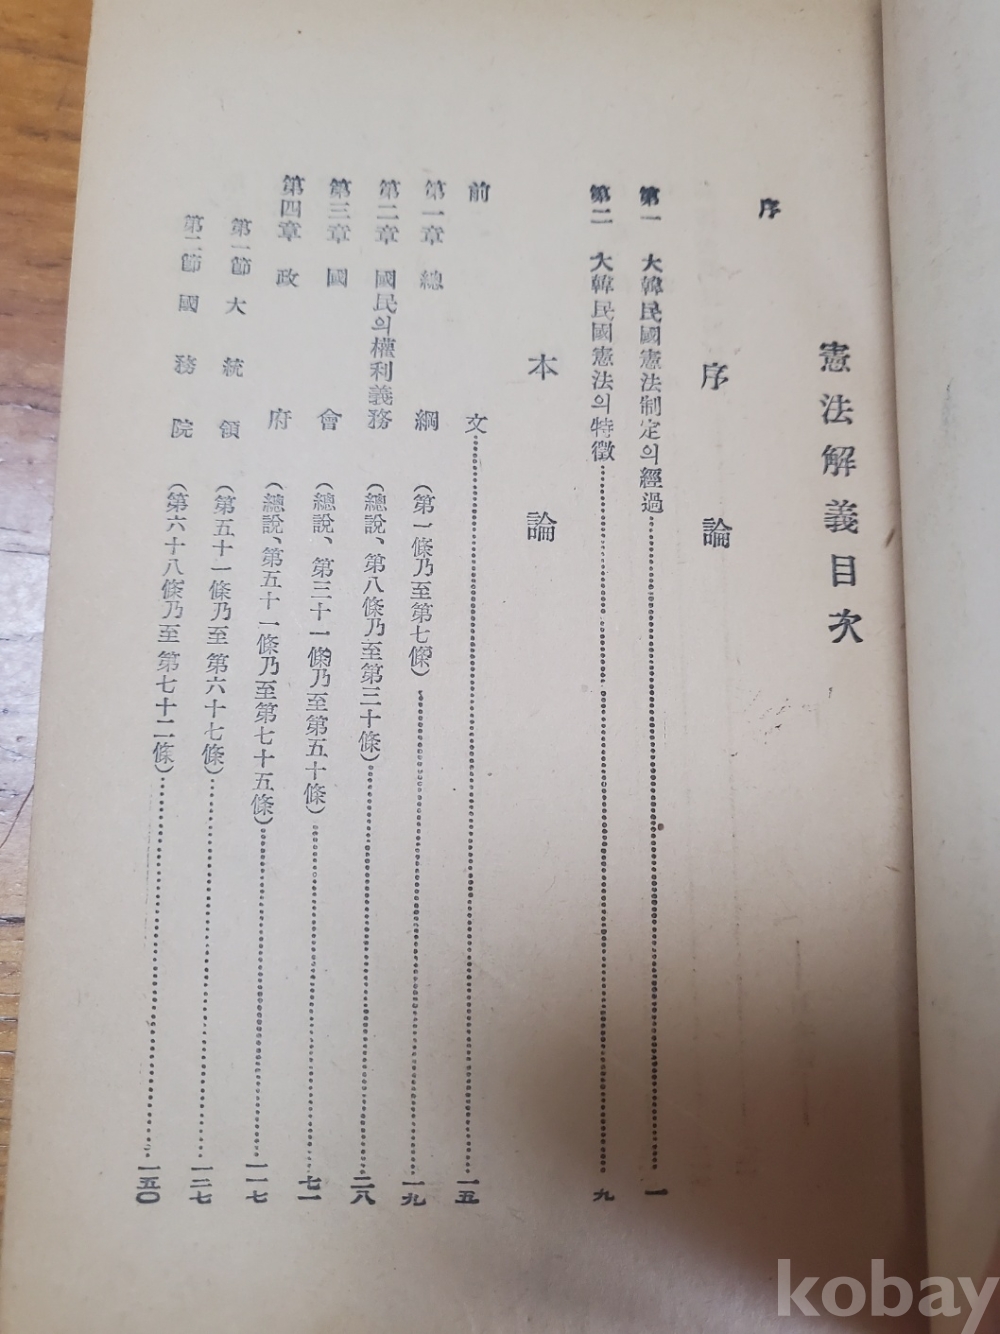 憲法解義目次
序
序論
第一 大韓民國憲法制定의經過 一
第二 大韓民國憲法의特徵 九
本論
前文 一五
第一章 總綱 (第一條乃至第七條) 一九
第二章 國民의權利義務 (總說、第八條乃至第三十條) 二八
第三章 國會 (總說、第三十一條乃至第五十條) 七一
第四章 政府 (總說、第五十一條乃至第七十五條) 一一七
第一節 大統領 (第五十一條乃至第六十七條) 一二七
第二節 國務院 (第六十八條乃至第七十二條) 一五〇
kobay